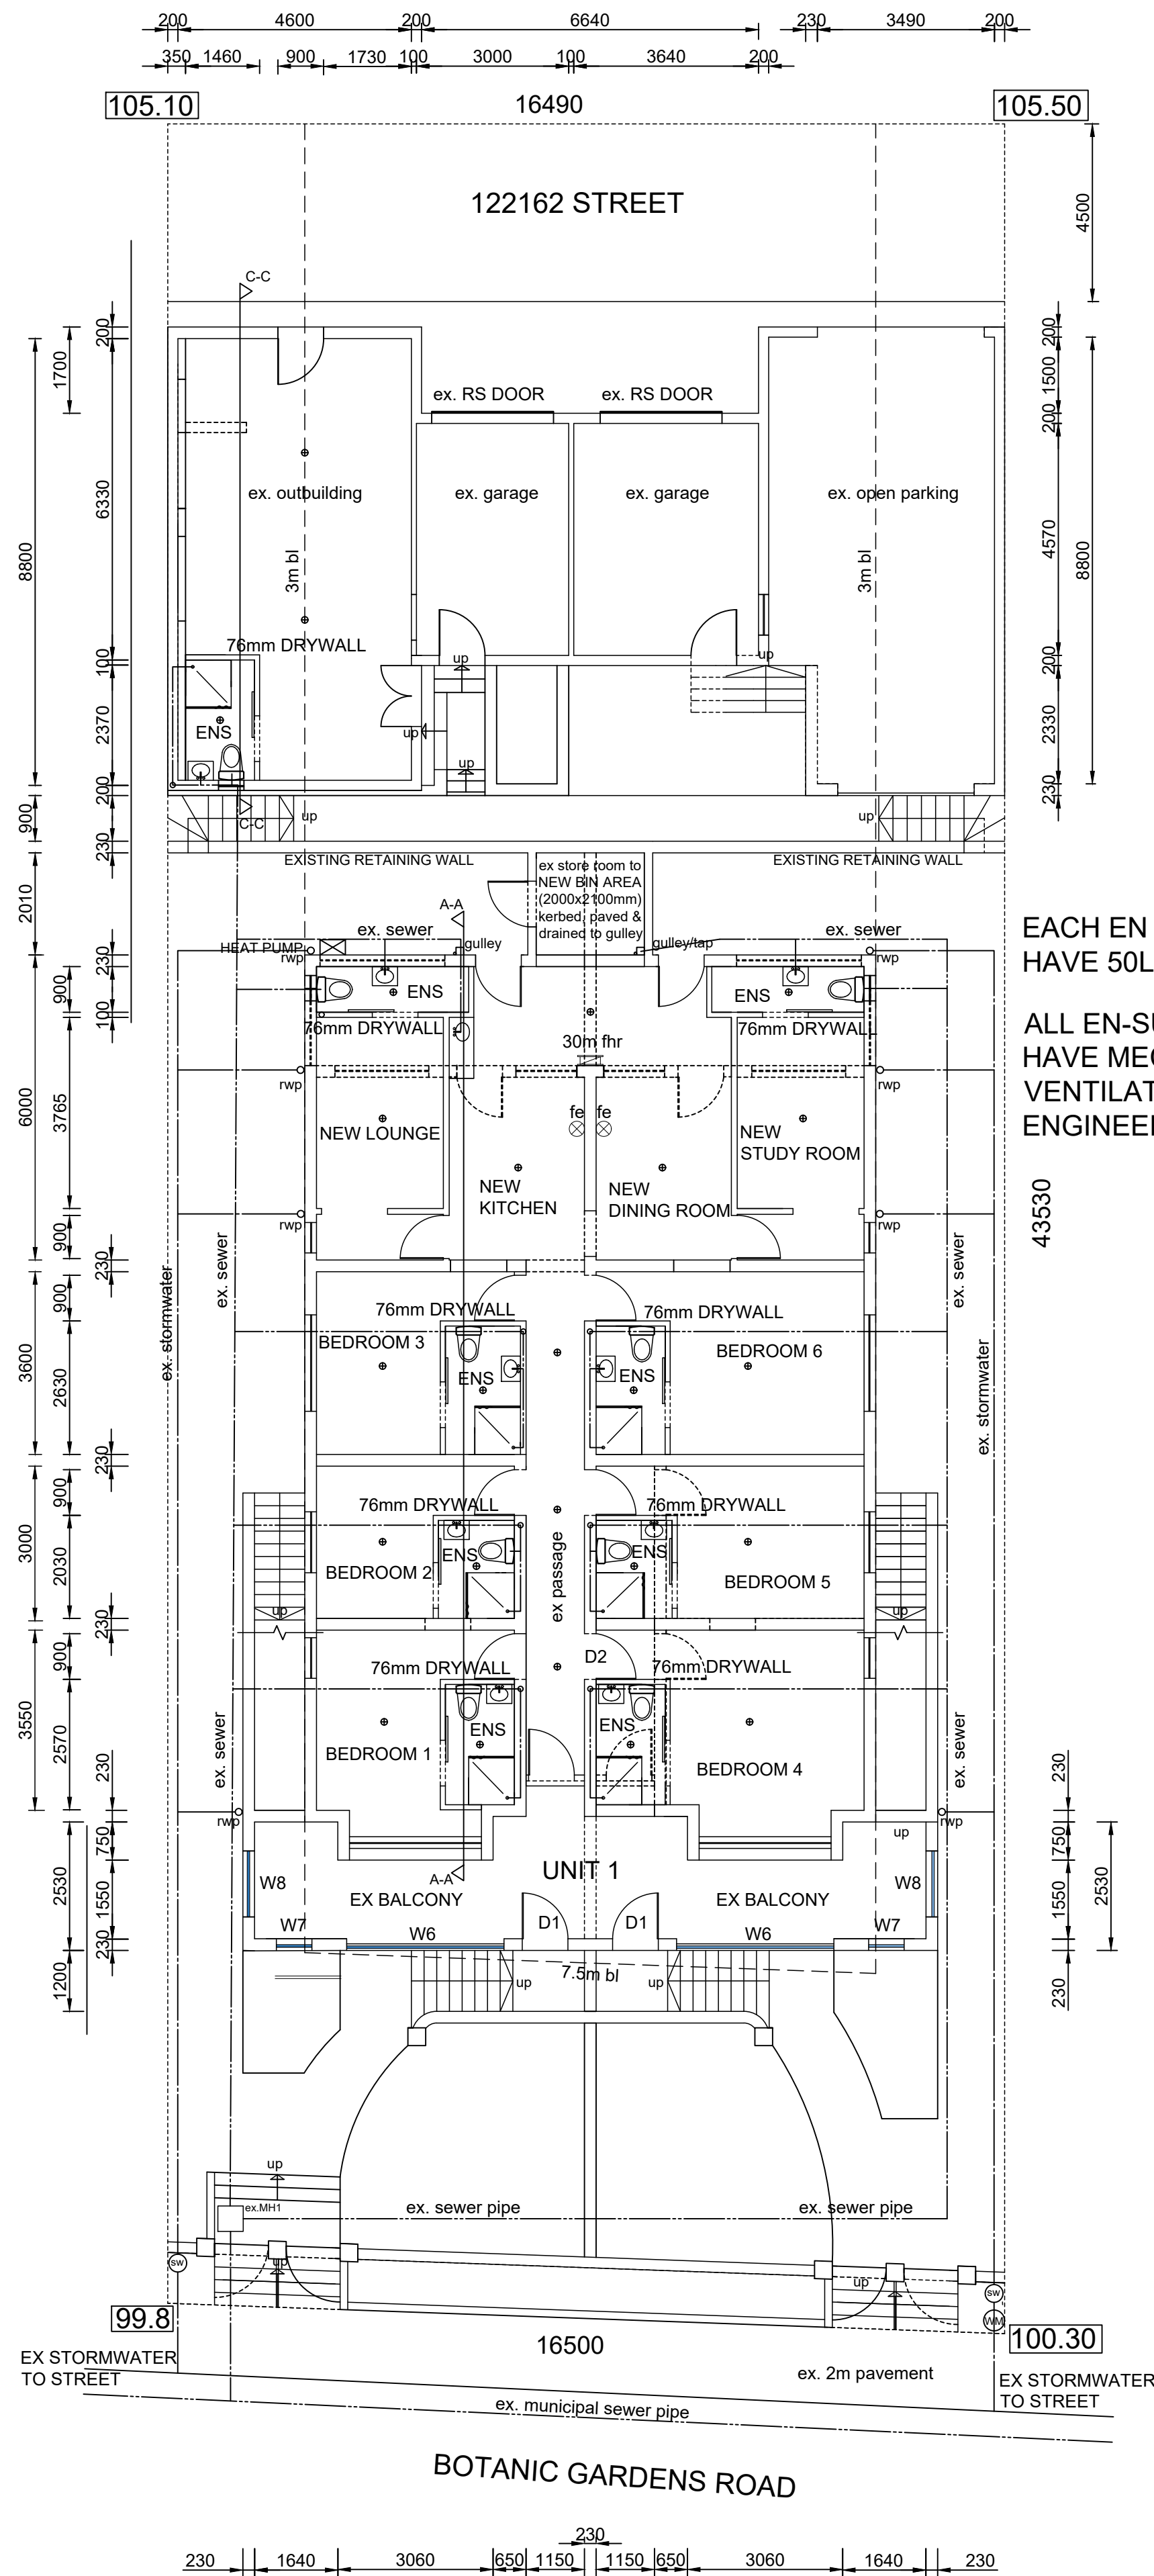 200 4600 200 6640 230 3490 200
350 1460 900 1730 100 3000 100 3640 200
105.10 16490 105.50
122162 STREET
4500
C-C
200 1700 8800 6330 100 2370 200 900 230 2010
200 1500 200 4570 200 2330 230 8800
ex. RS DOOR ex. RS DOOR
ex. outbuilding ex. garage ex. garage ex. open parking
3m bl 3m bl
76mm DRYWALL
up up
ENS
up
up
C-C up up
EXISTING RETAINING WALL EXISTING RETAINING WALL
ex store room to
NEW BIN AREA
(2000x2100mm)
kerbed, paved &
drained to gulley
A-A
ex. sewer ex. sewer
HEAT PUMP gulley gulley/tap
rwp rwp
ENS ENS
76mm DRYWALL 76mm DRYWALL
30m fhr
rwp rwp
fe fe
NEW LOUNGE
NEW
STUDY ROOM
NEW
KITCHEN
NEW
DINING ROOM
rwp rwp
EACH EN
HAVE 50L
ALL EN-SU
HAVE MEC
VENTILAT
ENGINEE
43530
230 900 100 6000 3765 900 230
ex. stormwater ex. sewer ex. sewer ex. stormwater
76mm DRYWALL 76mm DRYWALL
BEDROOM 3 BEDROOM 6
ENS ENS
900 3600 2630 230
76mm DRYWALL 76mm DRYWALL
ENS ENS
BEDROOM 2 BEDROOM 5
ex passage
900 3000 2030 230
up up
D2
76mm DRYWALL 76mm DRYWALL
ENS ENS
BEDROOM 1 BEDROOM 4
900 3550 2570 230
ex. sewer ex. sewer
rwp rwp
up
UNIT 1
A-A
W8 EX BALCONY EX BALCONY W8
W7 W6 D1 D1 W6 W7
750 2530 1550 230 1200
230 750 1550 2530 230
up 7.5m bl up
up
ex.MH1 ex. sewer pipe ex. sewer pipe
sw up up sw
WM
99.8 16500 100.30
EX STORMWATER
TO STREET
ex. 2m pavement
EX STORMWATER
TO STREET
ex. municipal sewer pipe
BOTANIC GARDENS ROAD
230
230 1640 3060 650 1150 1150 650 3060 1640 230